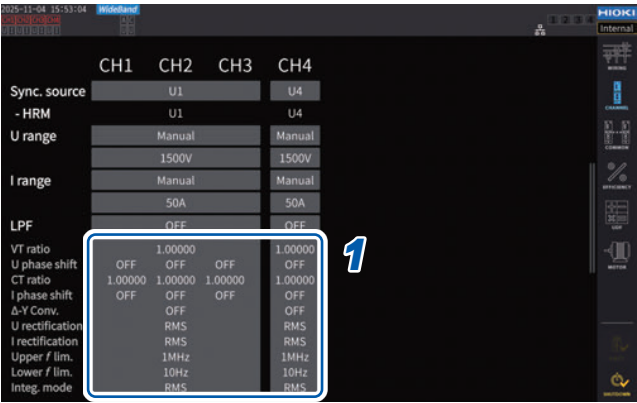 2025-11-04 15:53:04 WideBand
HIOKI
Internal
CH1 CH2 CH3 CH4
Sync. source U1 U4
- HRM U1 U4
U range Manual Manual
1500V 1500V
I range Manual Manual
50A 50A
LPF OFF OFF
VT ratio 1.00000 1.00000
U phase shift OFF OFF OFF OFF
CT ratio 1.00000 1.00000 1.00000 1.00000
I phase shift OFF OFF OFF OFF
Δ-Y Conv. OFF OFF
U rectification RMS RMS
I rectification RMS RMS
Upper f lim. 1MHz 1MHz
Lower f lim. 10Hz 10Hz
Integ. mode RMS RMS
1
WIRING
CHANNEL
COMMON
EFFICIENCY
UDF
MOTOR
SHUTDOWN